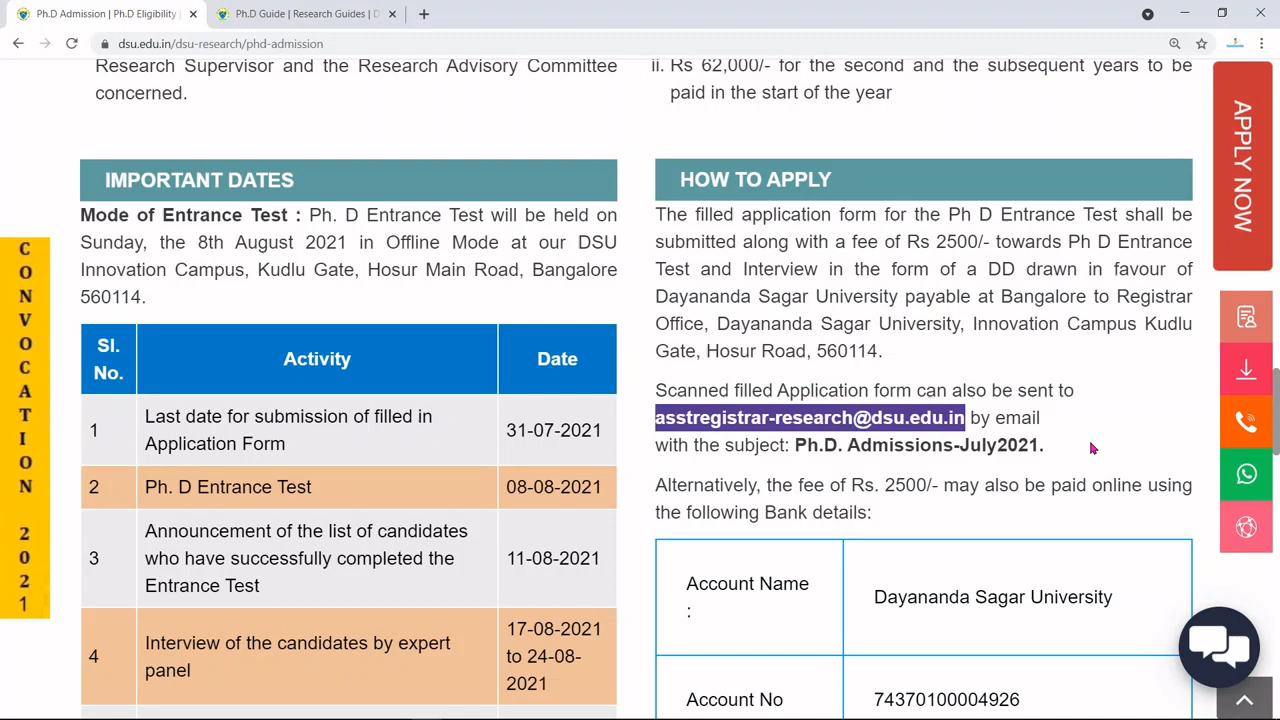 Ph.D Admission | Ph.D Eligibility
Ph.D Guide | Research Guides | D
dsu.edu.in/dsu-research/phd-admission
Research Supervisor and the Research Advisory Committee
concerned.
ii. Rs 62,000/- for the second and the subsequent years to be
paid in the start of the year
IMPORTANT DATES
Mode of Entrance Test : Ph. D Entrance Test will be held on
Sunday, the 8th August 2021 in Offline Mode at our DSU
Innovation Campus, Kudlu Gate, Hosur Main Road, Bangalore
560114.
Sl. No.
Activity
Date
1
Last date for submission of filled in
Application Form
31-07-2021
2
Ph. D Entrance Test
08-08-2021
3
Announcement of the list of candidates
who have successfully completed the
Entrance Test
11-08-2021
4
Interview of the candidates by expert
panel
17-08-2021
to 24-08-
2021
HOW TO APPLY
The filled application form for the Ph D Entrance Test shall be
submitted along with a fee of Rs 2500/- towards Ph D Entrance
Test and Interview in the form of a DD drawn in favour of
Dayananda Sagar University payable at Bangalore to Registrar
Office, Dayananda Sagar University, Innovation Campus Kudlu
Gate, Hosur Road, 560114.
Scanned filled Application form can also be sent to
asstregistrar-research@dsu.edu.in by email
with the subject: Ph.D. Admissions-July2021.
Alternatively, the fee of Rs. 2500/- may also be paid online using
the following Bank details:
Account Name
:
Dayananda Sagar University
Account No
74370100004926
APPLY NOW
CONVOCATION 2021